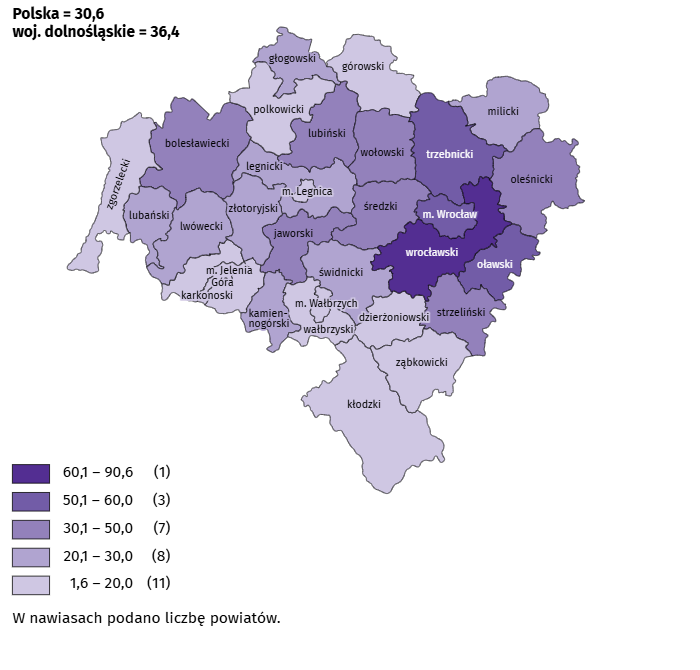 Polska = 30,6
woj. dolnośląskie = 36,4
głogowski
górowski
polkowicki
milicki
lubiński
bolesławiecki
wołowski
trzebnicki
legnicki
oleśnicki
zgorzelecki
m. Legnica
lubański
złotoryjski
średzki
m. Wrocław
lwówecki
jaworski
wrocławski
oławski
m. Jelenia
Góra
świdnicki
karkonoski
m. Wałbrzych
kamien-
nogórski
dzierżoniowski
strzeliński
wałbrzyski
ząbkowicki
kłodzki
60,1 – 90,6 (1)
50,1 – 60,0 (3)
30,1 – 50,0 (7)
20,1 – 30,0 (8)
1,6 – 20,0 (11)
W nawiasach podano liczbę powiatów.